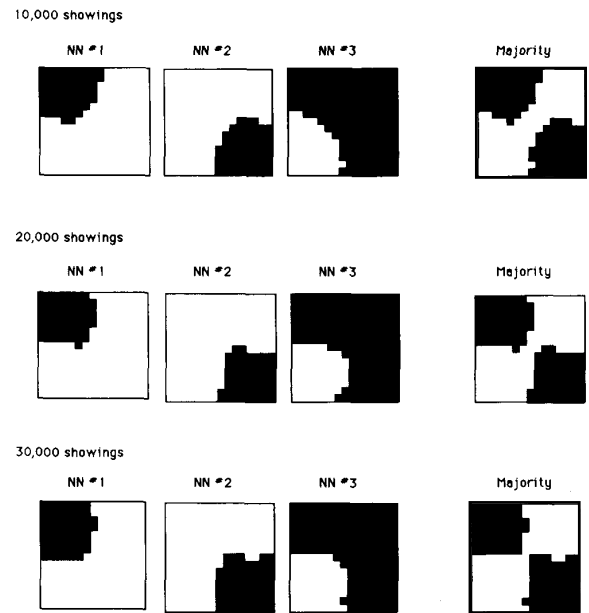 10,000 showings
NN #1 NN #2 NN #3 Majority
20,000 showings
NN #1 NN #2 NN #3 Majority
30,000 showings
NN #1 NN #2 NN #3 Majority